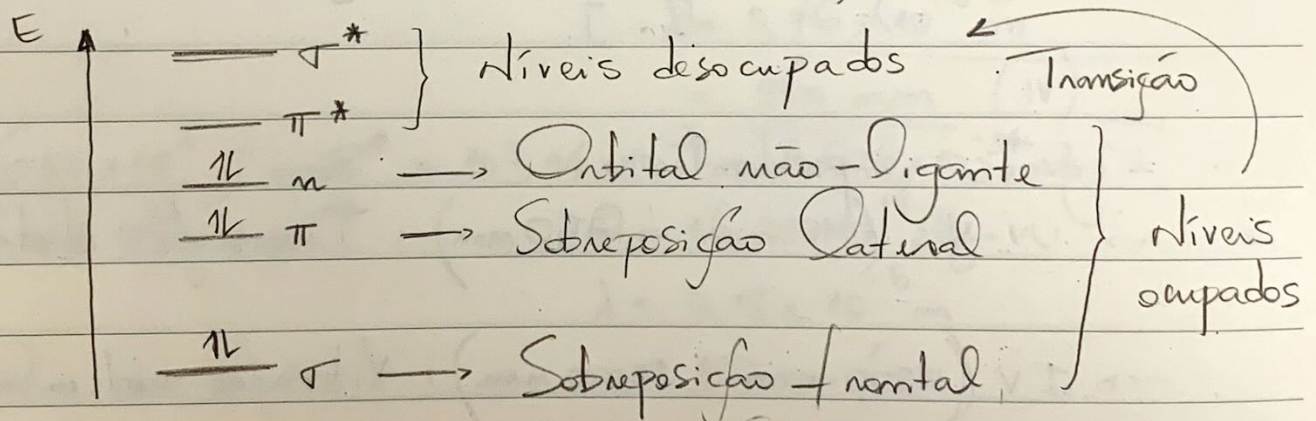 E
σ* } Níveis desocupados
Transição
π*
n → Orbital não-ligante
π → Sobreposição lateral
Níveis
ocupados
σ → Sobreposição frontal